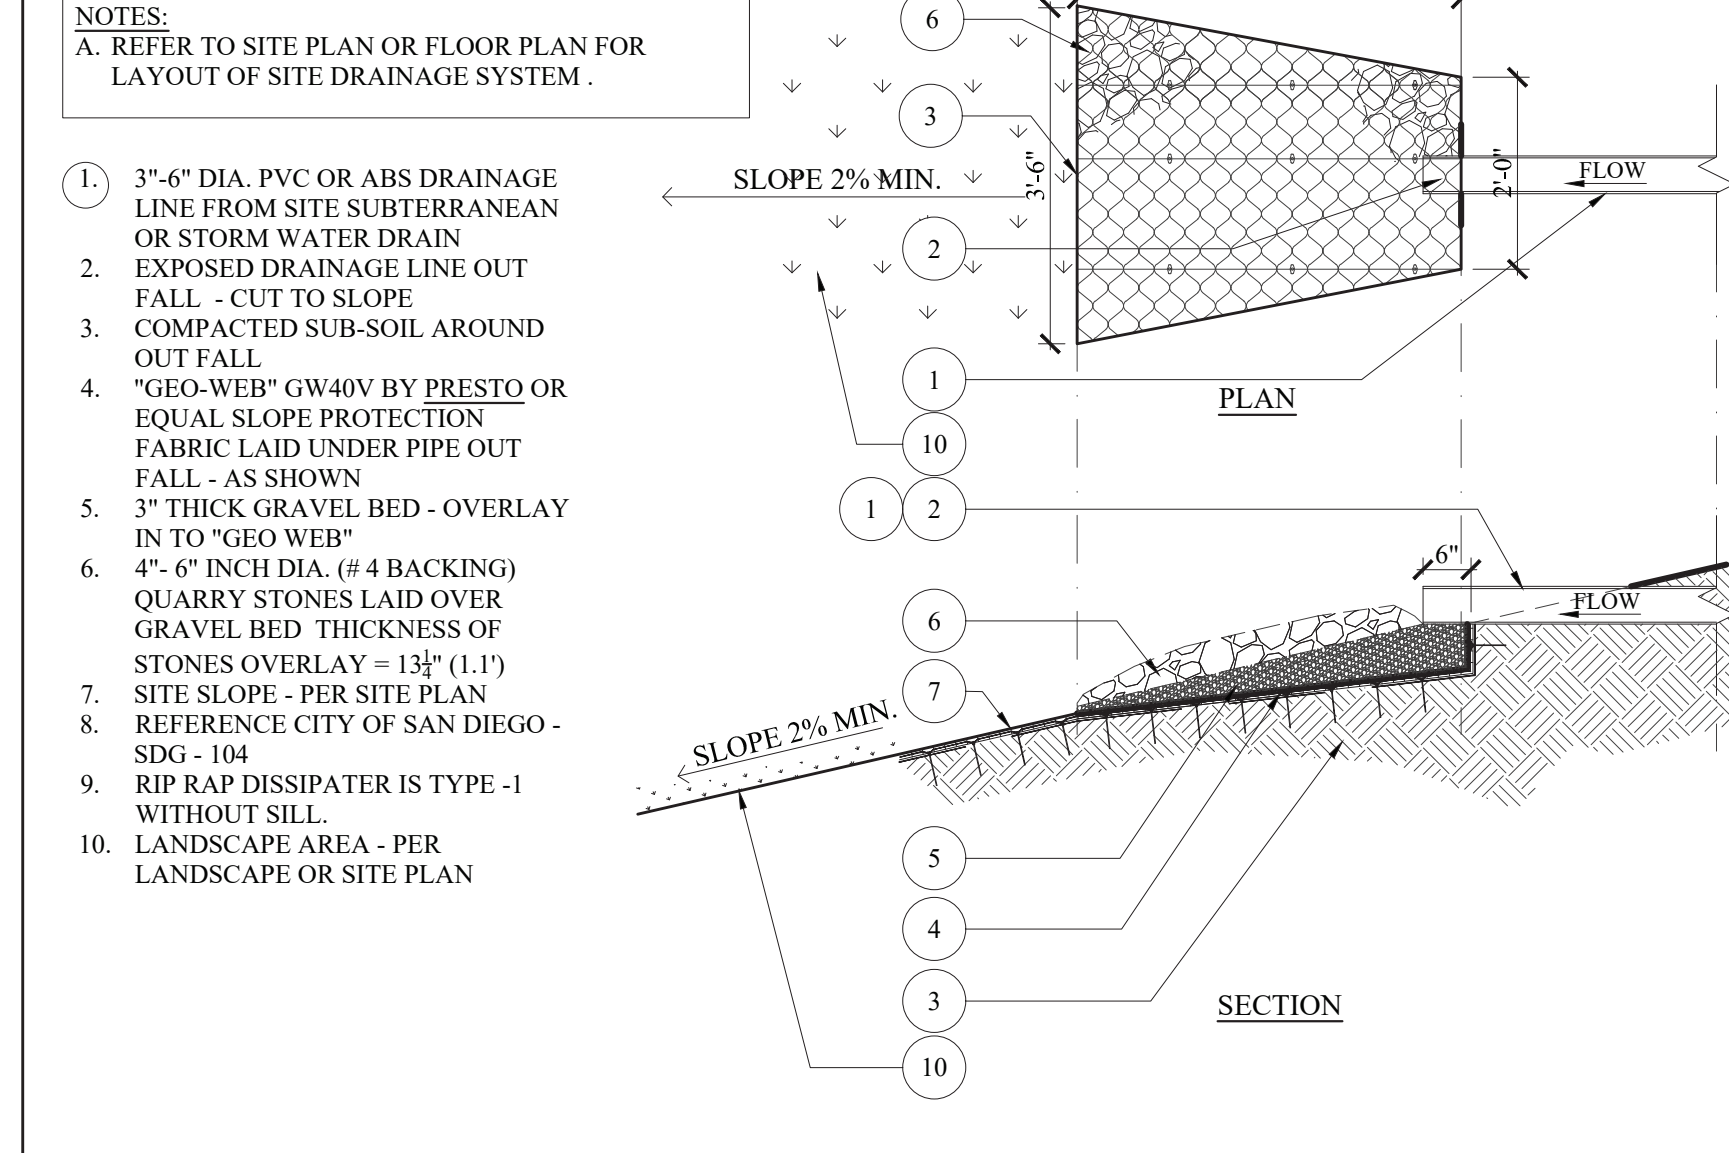 NOTES:
A. REFER TO SITE PLAN OR FLOOR PLAN FOR
LAYOUT OF SITE DRAINAGE SYSTEM .
1. 3"-6" DIA. PVC OR ABS DRAINAGE
LINE FROM SITE SUBTERRANEAN
OR STORM WATER DRAIN
2. EXPOSED DRAINAGE LINE OUT
FALL - CUT TO SLOPE
3. COMPACTED SUB-SOIL AROUND
OUT FALL
4. "GEO-WEB" GW40V BY PRESTO OR
EQUAL SLOPE PROTECTION
FABRIC LAID UNDER PIPE OUT
FALL - AS SHOWN
5. 3" THICK GRAVEL BED - OVERLAY
IN TO "GEO WEB"
6. 4"- 6" INCH DIA. (# 4 BACKING)
QUARRY STONES LAID OVER
GRAVEL BED THICKNESS OF
STONES OVERLAY = 13 1/4" (1.1')
7. SITE SLOPE - PER SITE PLAN
8. REFERENCE CITY OF SAN DIEGO -
SDG - 104
9. RIP RAP DISSIPATER IS TYPE -1
WITHOUT SILL.
10. LANDSCAPE AREA - PER
LANDSCAPE OR SITE PLAN
6
3
SLOPE 2% MIN.
3'-6"
2'-0"
FLOW
2
1
PLAN
10
1 2
6"
FLOW
6
7
SLOPE 2% MIN.
5
4
3
SECTION
10